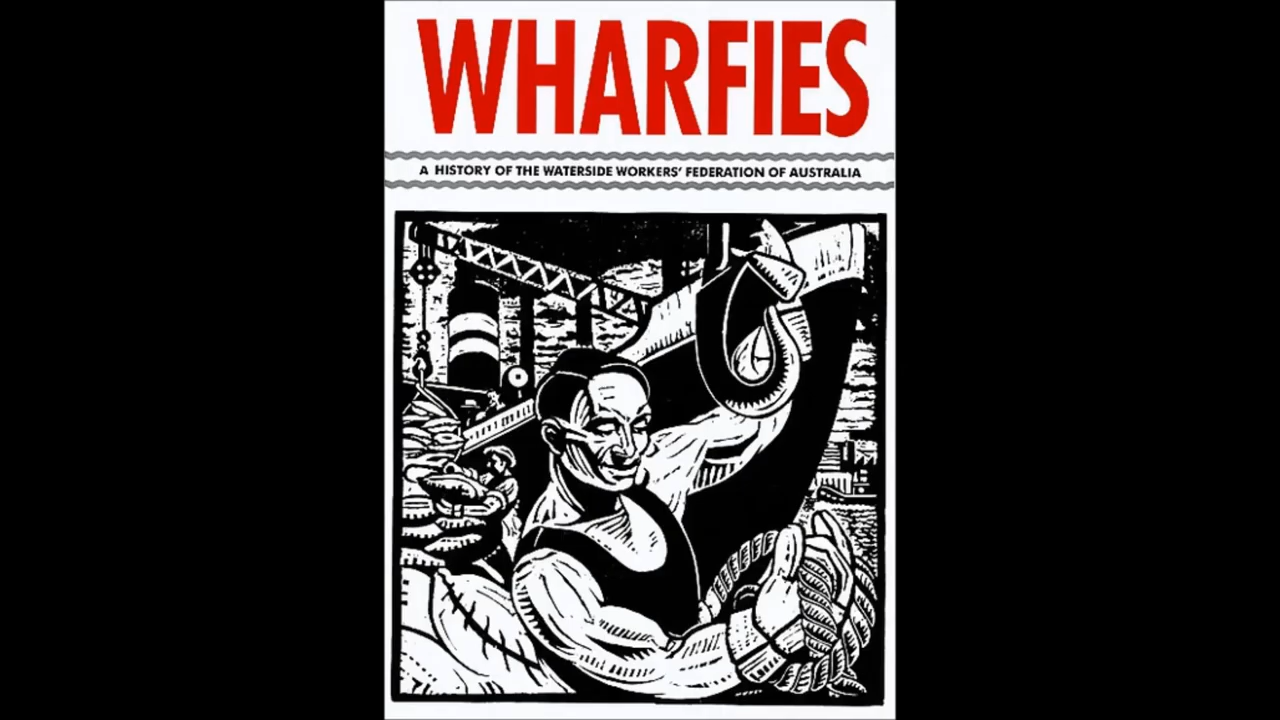 WHARFIES
A HISTORY OF THE WATERSIDE WORKERS' FEDERATION OF AUSTRALIA